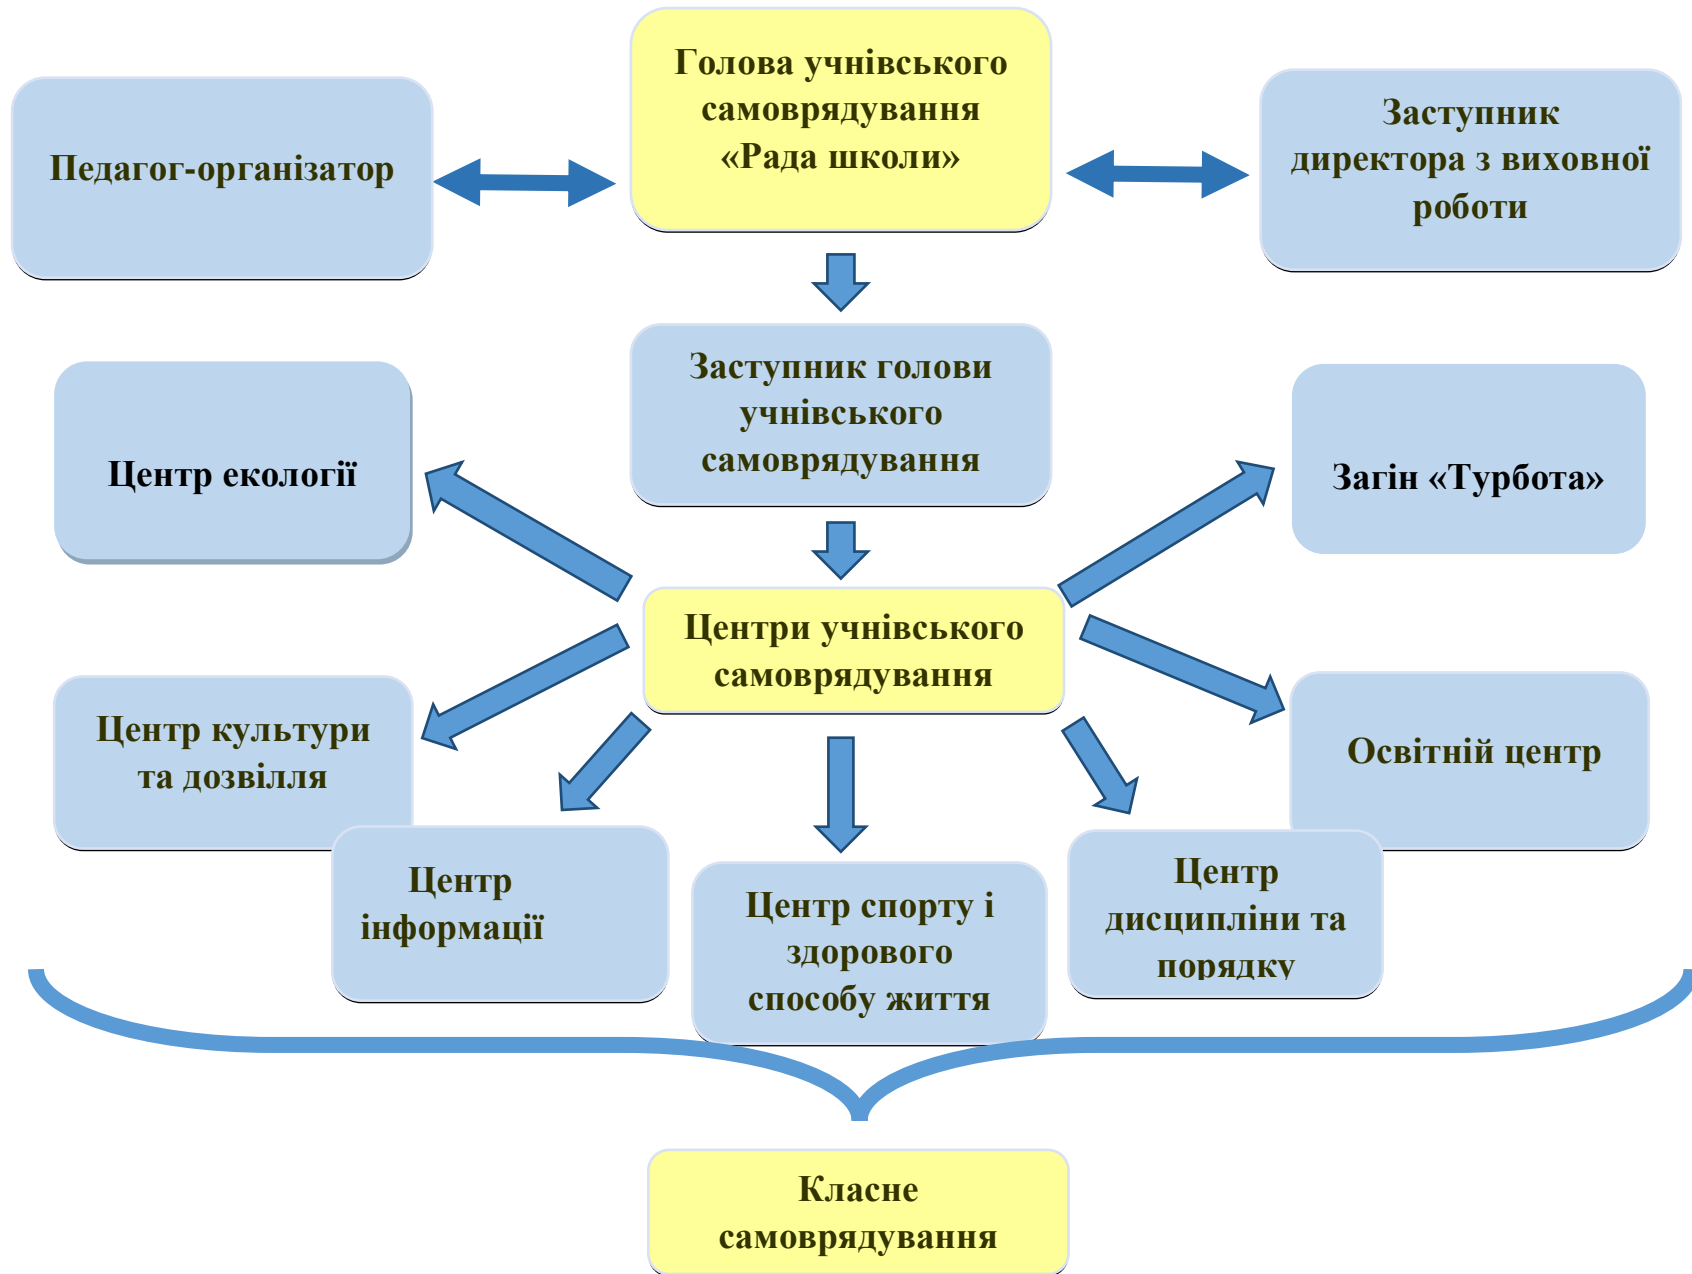 Голова учнівського
самоврядування
«Рада школи»
Педагог-організатор
Заступник
директора з виховної
роботи
Заступник голови
учнівського
самоврядування
Центр екології
Загін «Турбота»
Центри учнівського
самоврядування
Центр культури
та дозвілля
Освітній центр
Центр
інформації
Центр спорту і
здорового
способу життя
Центр
дисципліни та
порядку
Класне
самоврядування